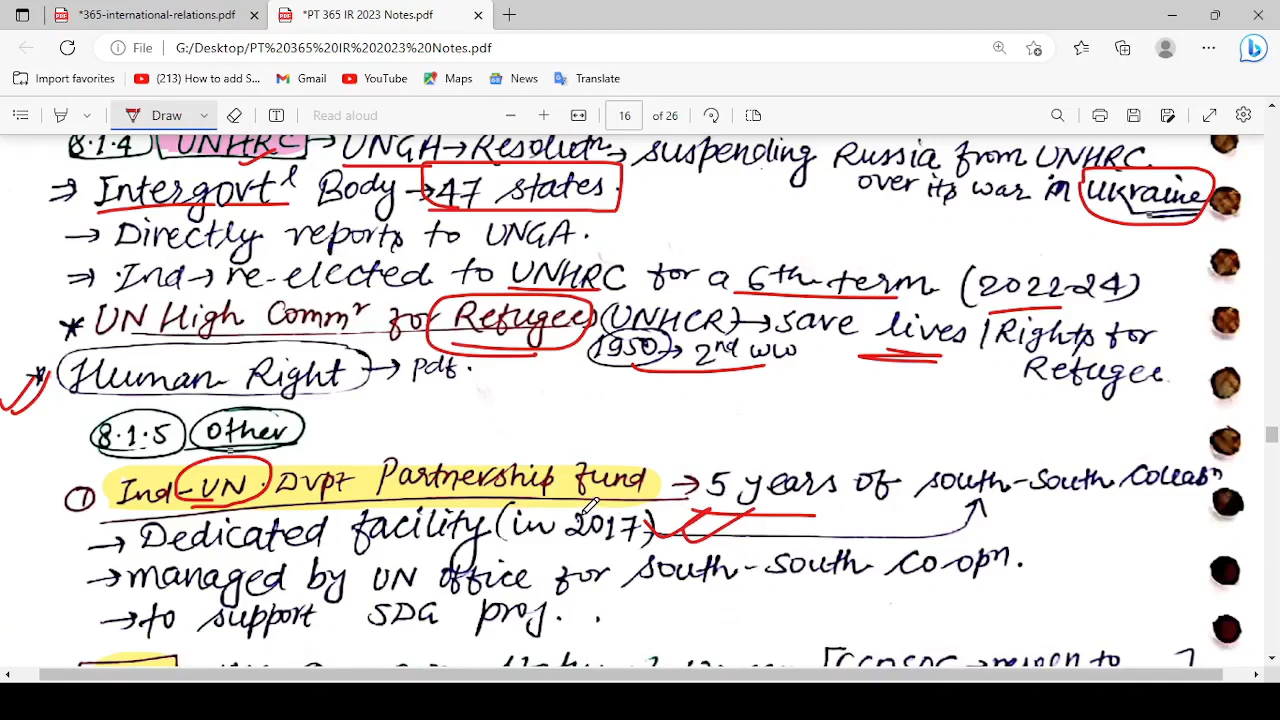 *365-international-relations.pdf
*PT 365 IR 2023 Notes.pdf
File
G:/Desktop/PT%20365%20IR%202023%20Notes.pdf
Import favorites
(213) How to add S...
Gmail
YouTube
Maps
News
Translate
Draw
Read aloud
16
of 26
8.1.4 UNHRC → UNGA → Resolutn → suspending Russia from UNHRC.
over its war in Ukraine
⇒ Intergovtl Body → 47 states.
→ Directly reports to UNGA.
⇒ Ind → re-elected to UNHRC for a 6th term (2022-24)
* UN High Commr for Refugee (UNHCR) → save lives / Rights for
1950 → 2nd WW
Refugee.
* Human Right → pdf.
8.1.5 Other
① Ind-UN Dvpt Partnership Fund → 5 years of south-south Collabn
→ Dedicated facility (in 2017)
→ managed by UN office for south-south co-opn.
→ to support SDG proj..